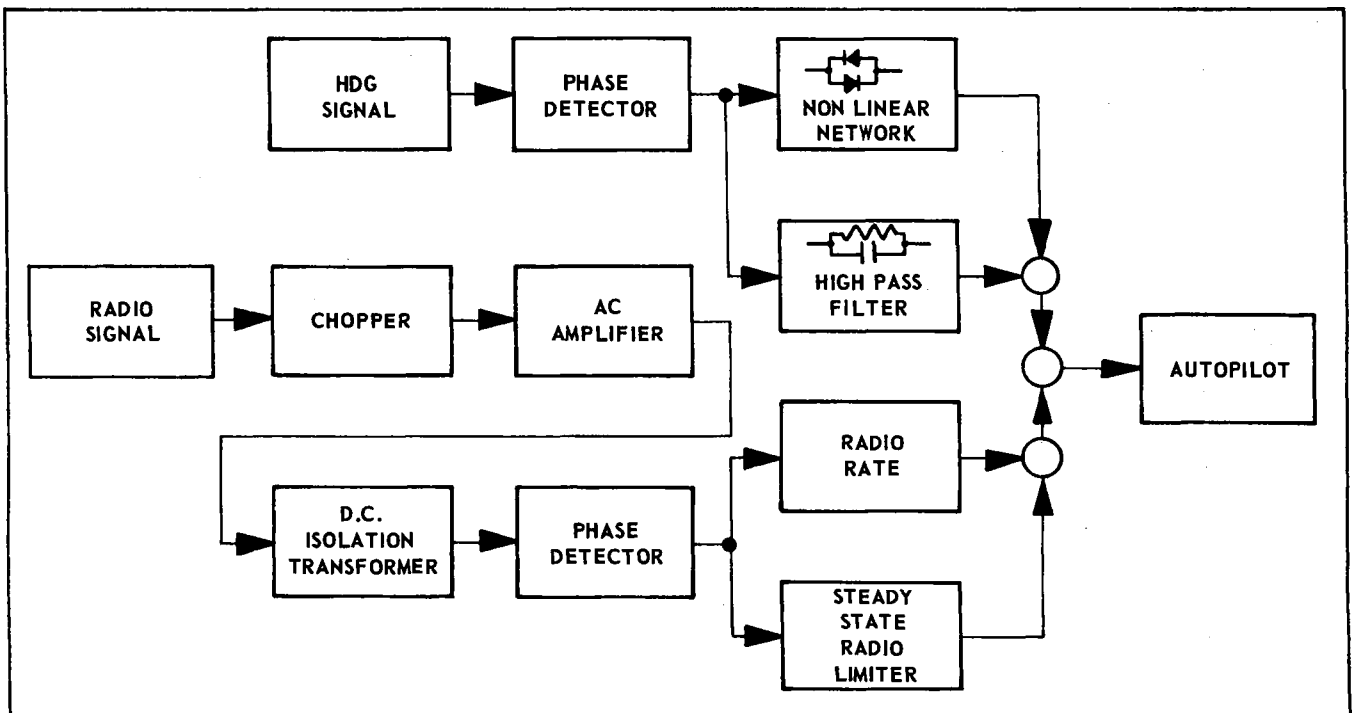 HDG
SIGNAL
PHASE
DETECTOR
NON LINEAR
NETWORK
HIGH PASS
FILTER
RADIO
SIGNAL
CHOPPER
AC
AMPLIFIER
AUTOPILOT
RADIO
RATE
D.C.
ISOLATION
TRANSFORMER
PHASE
DETECTOR
STEADY
STATE
RADIO
LIMITER